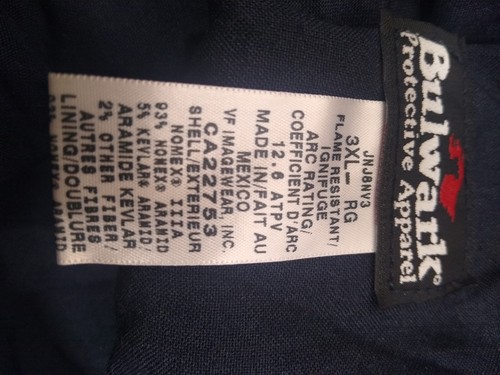 Bulwark®
Protective Apparel
JNJ8NV3
3XL- RG
FLAME RESISTANT/
IGNIFUGE
ARC RATING/
COEFFICIENT D'ARC
12.6 ATPV
MADE IN/FAIT AU
MEXICO
VF IMAGEWEAR, INC.
CA22753
SHELL/EXTERIEUR
NOMEX® IIIA
93% NOMEX® ARAMID
5% KEVLAR® ARAMID/
ARAMIDE KEVLAR
2% OTHER FIBER/
AUTRES FIBRES
LINING/DOUBLURE
NOMEX® ARAMID